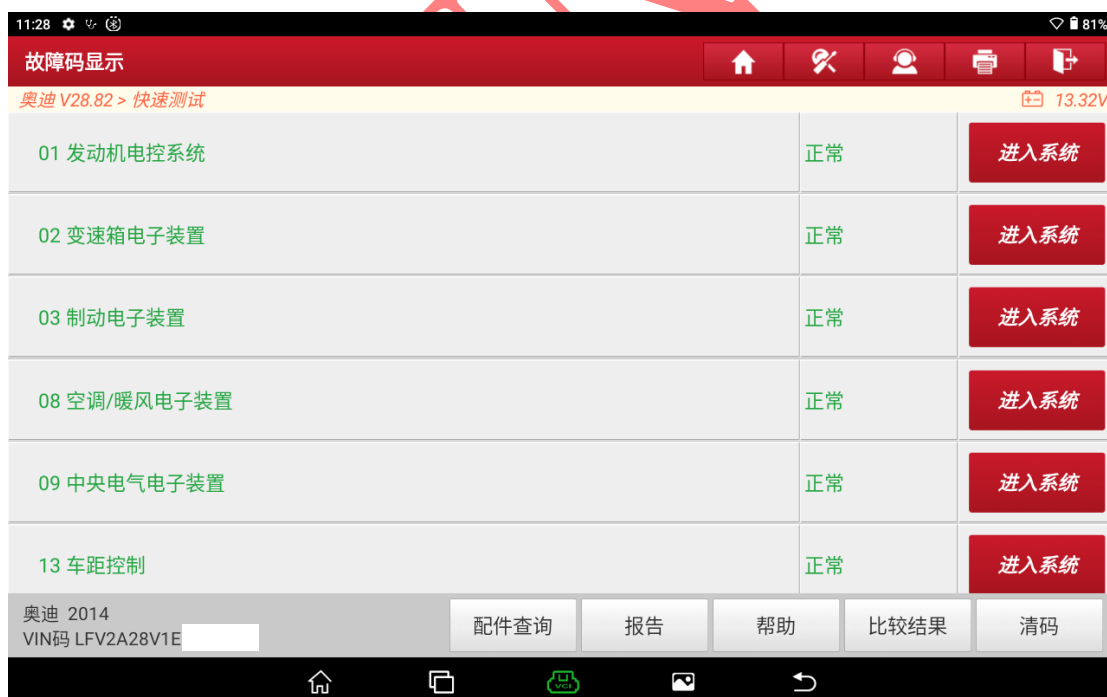 11:28
81%
故障码显示
奥迪 V28.82 > 快速测试
13.32V
01 发动机电控系统
正常
进入系统
02 变速箱电子装置
正常
进入系统
03 制动电子装置
正常
进入系统
08 空调/暖风电子装置
正常
进入系统
09 中央电气电子装置
正常
进入系统
13 车距控制
正常
进入系统
奥迪 2014
VIN码 LFV2A28V1E
配件查询
报告
帮助
比较结果
清码
VCI